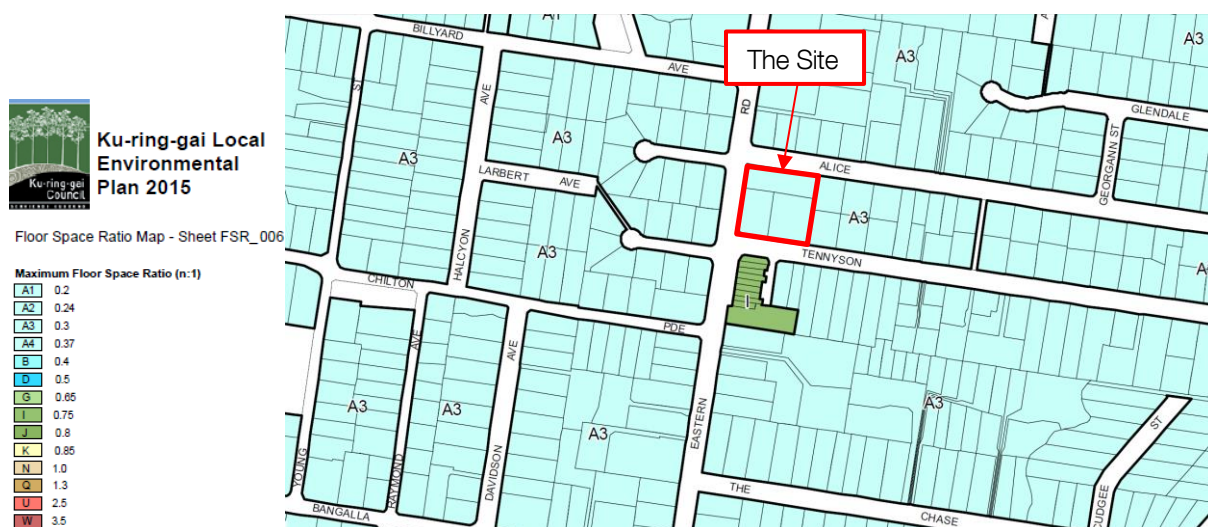 Ku-ring-gai
Council
Ku-ring-gai Local
Environmental
Plan 2015
Floor Space Ratio Map - Sheet FSR_006
Maximum Floor Space Ratio (n:1)
A1 0.2
A2 0.24
A3 0.3
A4 0.37
B 0.4
D 0.5
G 0.65
I 0.75
J 0.8
K 0.85
N 1.0
Q 1.3
U 2.5
W 3.5
The Site
BILLYARD
AVE
ST
AVE
RD
A3
A3
GLENDALE
GEORGANN ST
ALICE
A3
A3
LARBERT
AVE
A3
TENNYSON
HALCYON
A3
CHILTON
PDE
I
AVE
AVE
A3
A3
A3
A3
EASTERN
YOUNG
RAYMOND
DAVIDSON
BANGALLA
THE
CHASE
ST